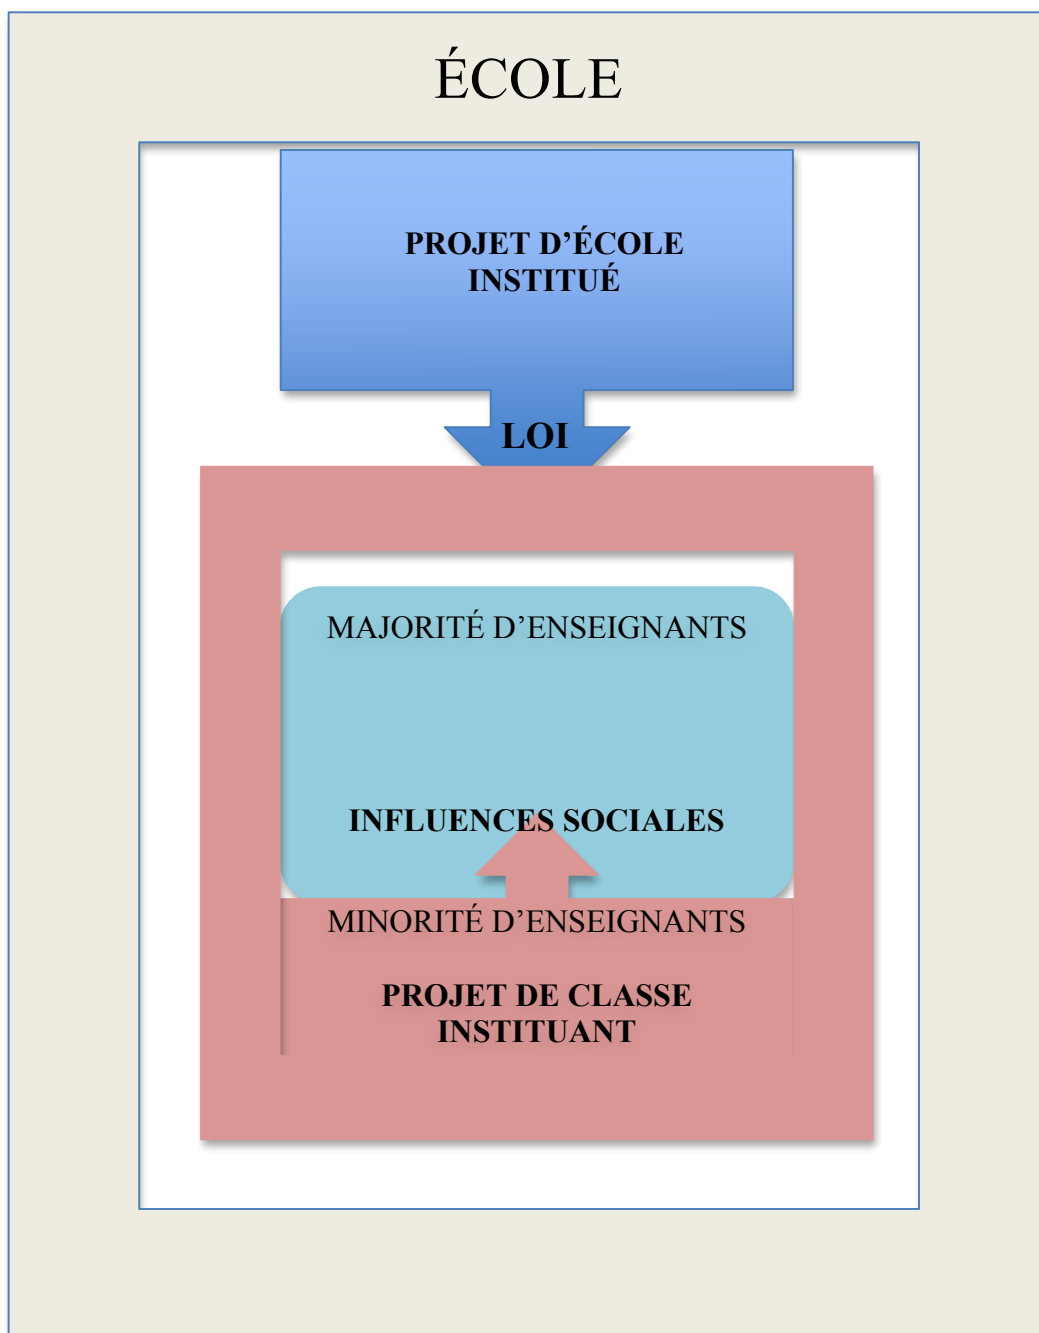 ÉCOLE
PROJET D’ÉCOLE
INSTITUÉ
LOI
MAJORITÉ D’ENSEIGNANTS
INFLUENCES SOCIALES
MINORITÉ D’ENSEIGNANTS
PROJET DE CLASSE
INSTITUANT